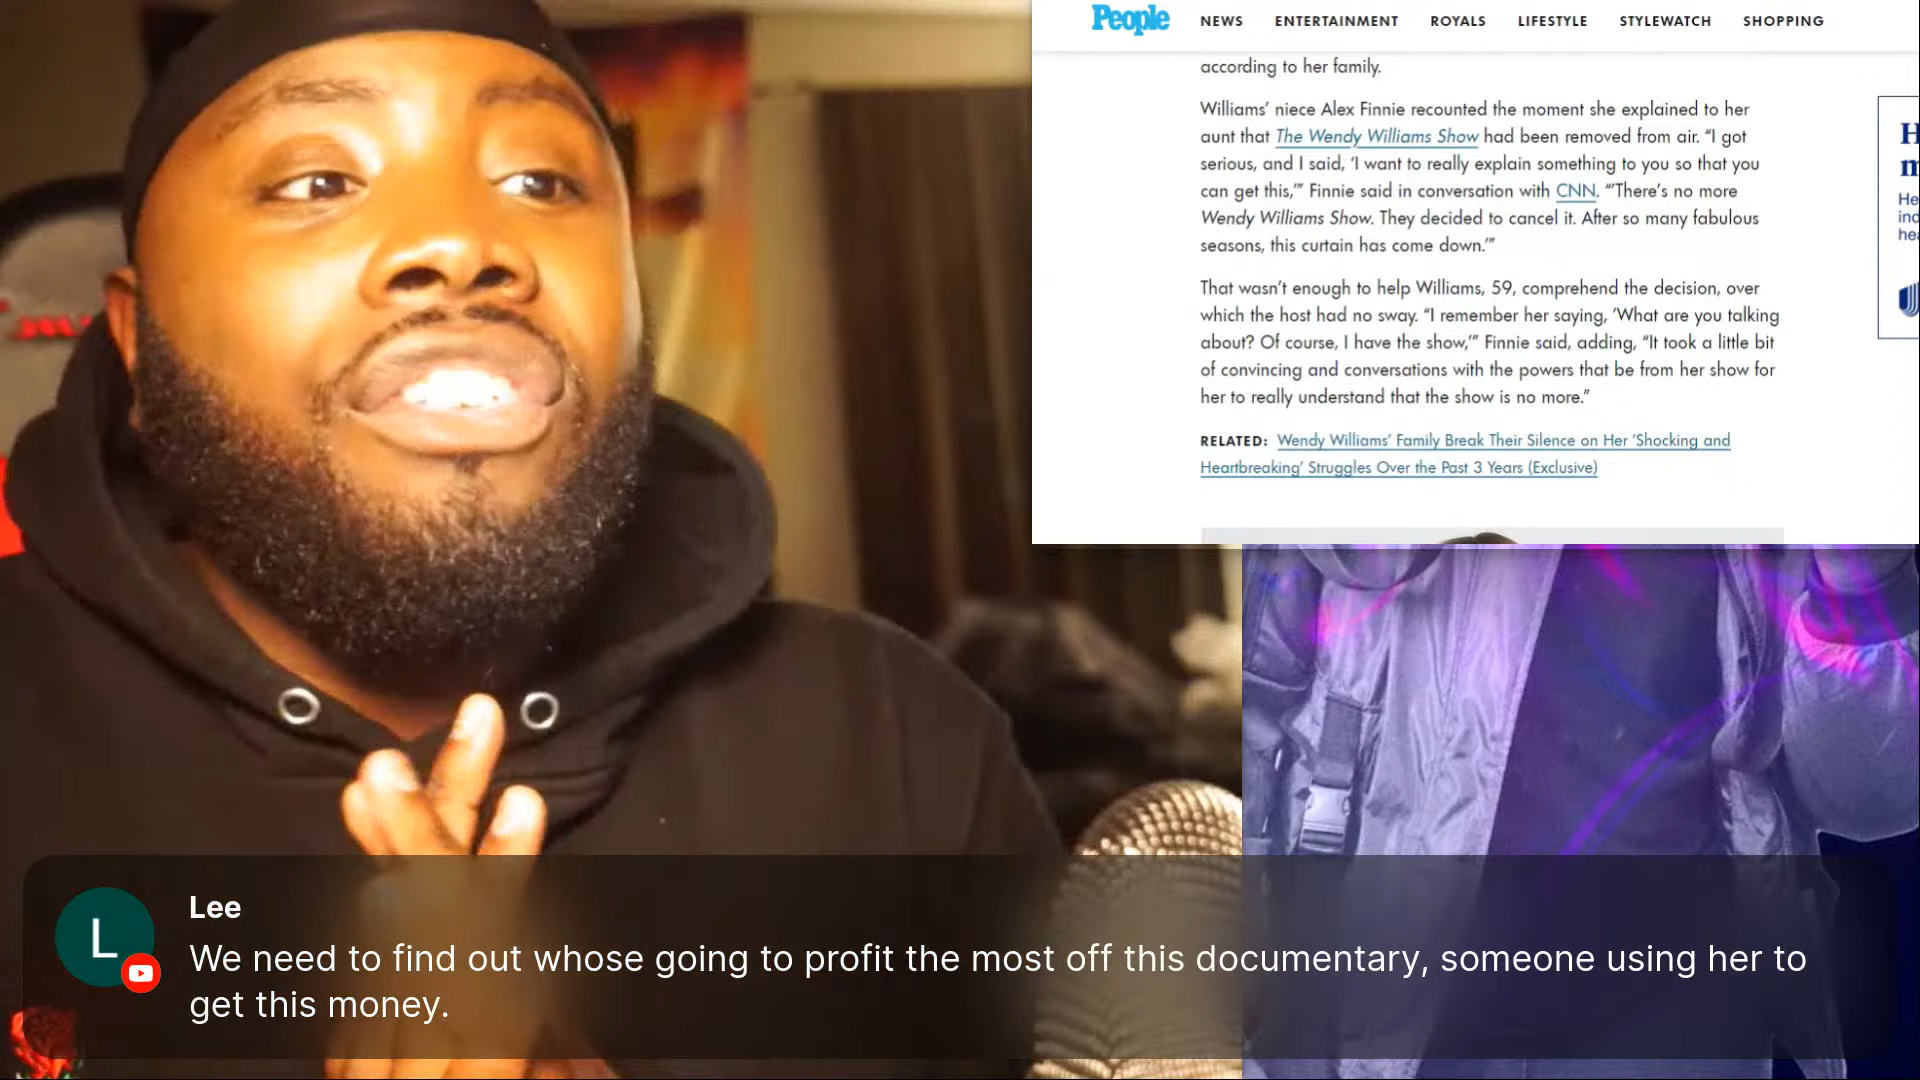 People NEWS ENTERTAINMENT ROYALS LIFESTYLE STYLEWATCH SHOPPING
according to her family.
Williams’ niece Alex Finnie recounted the moment she explained to her
aunt that The Wendy Williams Show had been removed from air. “I got
serious, and I said, ‘I want to really explain something to you so that you
can get this,’” Finnie said in conversation with CNN. “‘There’s no more
Wendy Williams Show. They decided to cancel it. After so many fabulous
seasons, this curtain has come down.’”
That wasn’t enough to help Williams, 59, comprehend the decision, over
which the host had no sway. “I remember her saying, ‘What are you talking
about? Of course, I have the show,’” Finnie said, adding, “It took a little bit
of convincing and conversations with the powers that be from her show for
her to really understand that the show is no more.”
RELATED: Wendy Williams’ Family Break Their Silence on Her ‘Shocking and
Heartbreaking’ Struggles Over the Past 3 Years (Exclusive)
L
Lee
We need to find out whose going to profit the most off this documentary, someone using her to
get this money.